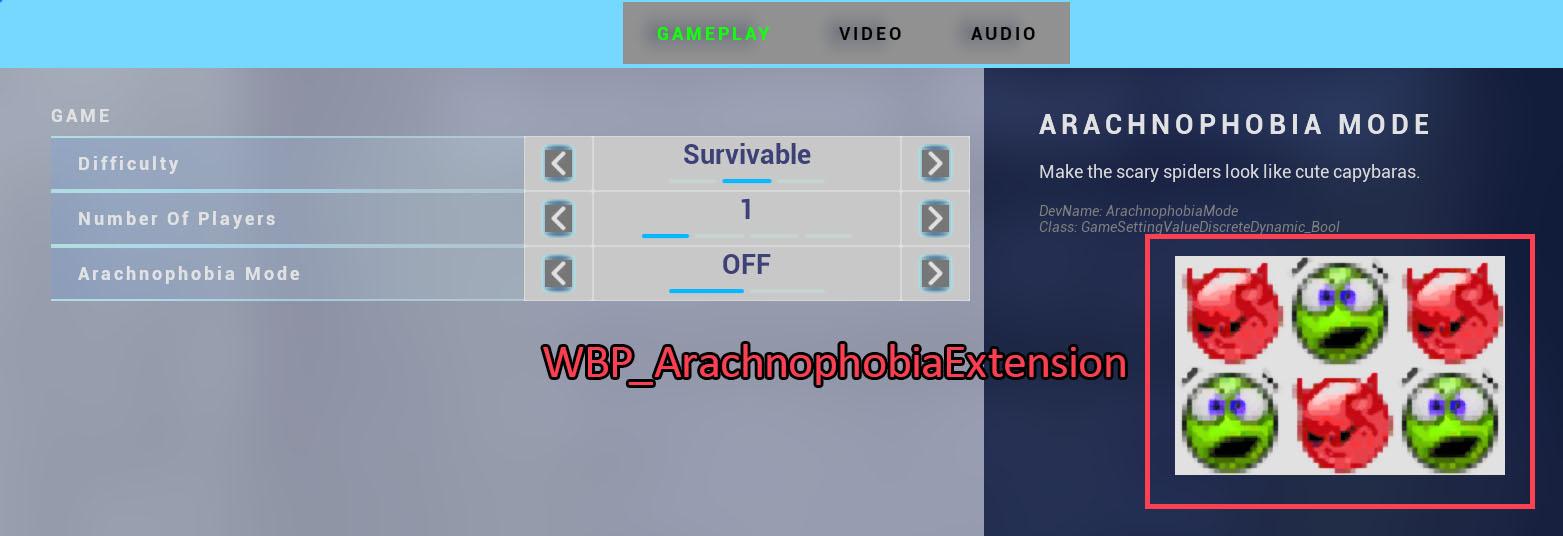 GAMEPLAY VIDEO AUDIO
GAME
Difficulty Survivable
Number Of Players 1
Arachnophobia Mode OFF
ARACHNOPHOBIA MODE
Make the scary spiders look like cute capybaras.
DevName: ArachnophobiaMode
Class: GameSettingValueDiscreteDynamic_Bool
WBP_ArachnophobiaExtension